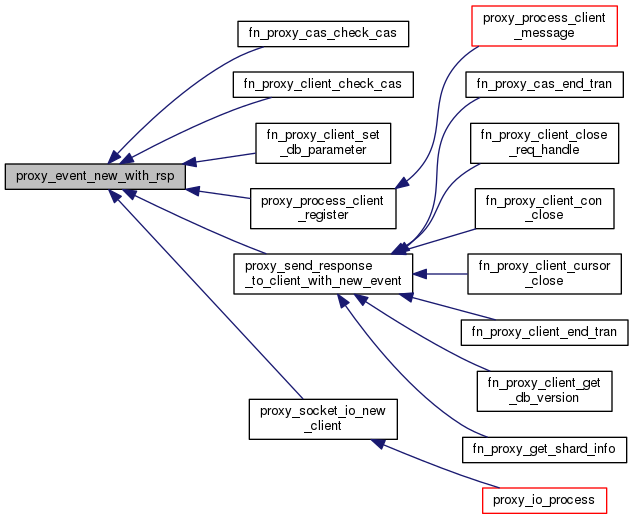 proxy_event_new_with_rsp
fn_proxy_cas_check_cas
fn_proxy_client_check_cas
fn_proxy_client_set
_db_parameter
proxy_process_client
_register
proxy_send_response
_to_client_with_new_event
proxy_socket_io_new
_client
proxy_process_client
_message
fn_proxy_cas_end_tran
fn_proxy_client_close
_req_handle
fn_proxy_client_con
_close
fn_proxy_client_cursor
_close
fn_proxy_client_end_tran
fn_proxy_client_get
_db_version
fn_proxy_get_shard_info
proxy_io_process